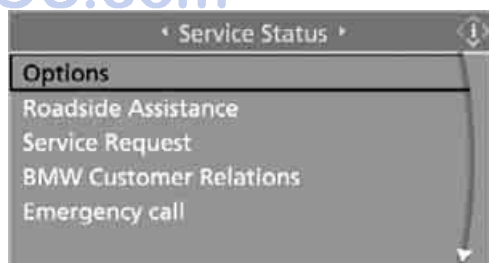 Service Status
Options
Roadside Assistance
Service Request
BMW Customer Relations
Emergency call